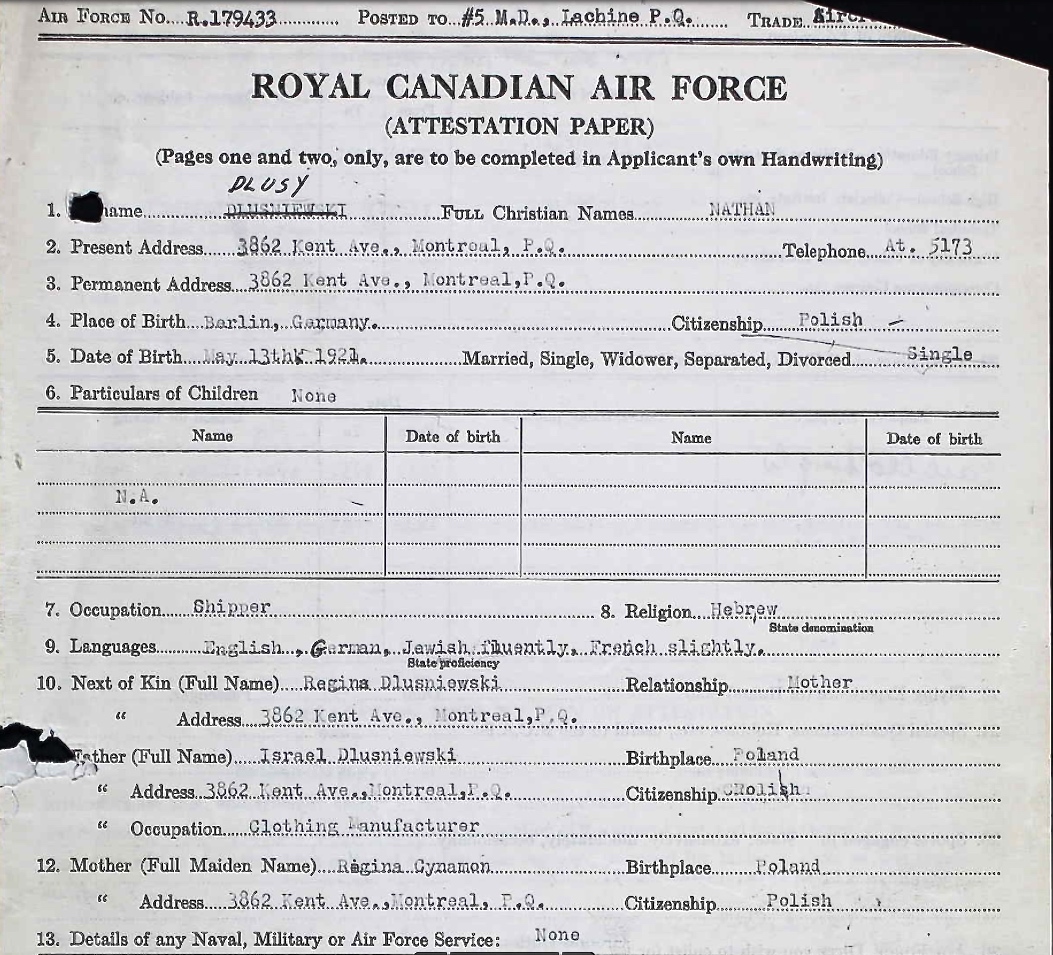 AIR FORCE No. R.179433 POSTED TO #5 M.D., Lachine P.Q. TRADE
ROYAL CANADIAN AIR FORCE
(ATTESTATION PAPER)
(Pages one and two, only, are to be completed in Applicant's own Handwriting)
DLUSY
1. ame DLUSNIEWSKI FULL Christian Names NATHAN
2. Present Address 3862 Kent Ave., Montreal, P.Q. Telephone At. 5173
3. Permanent Address 3862 Kent Ave., Montreal,P.Q.
4. Place of Birth Berlin, Germany. Citizenship Polish
5. Date of Birth May 13th 1921. Married, Single, Widower, Separated, Divorced Single
6. Particulars of Children None
Name Date of birth Name Date of birth
N.A.
7. Occupation Shipper 8. Religion Hebrew
State denomination
9. Languages English, German, Jewish fluently, French slightly.
State proficiency
10. Next of Kin (Full Name) Regina Dlusniewski Relationship Mother
" Address 3862 Kent Ave., Montreal,P.Q.
Father (Full Name) Israel Dlusniewski Birthplace Poland
" Address 3862 Kent Ave., Montreal,P.Q. Citizenship Polish
" Occupation Clothing Manufacturer
12. Mother (Full Maiden Name) Regina Cynamon Birthplace Poland
" Address 3862 Kent Ave., Montreal, P.Q. Citizenship Polish
13. Details of any Naval, Military or Air Force Service: None